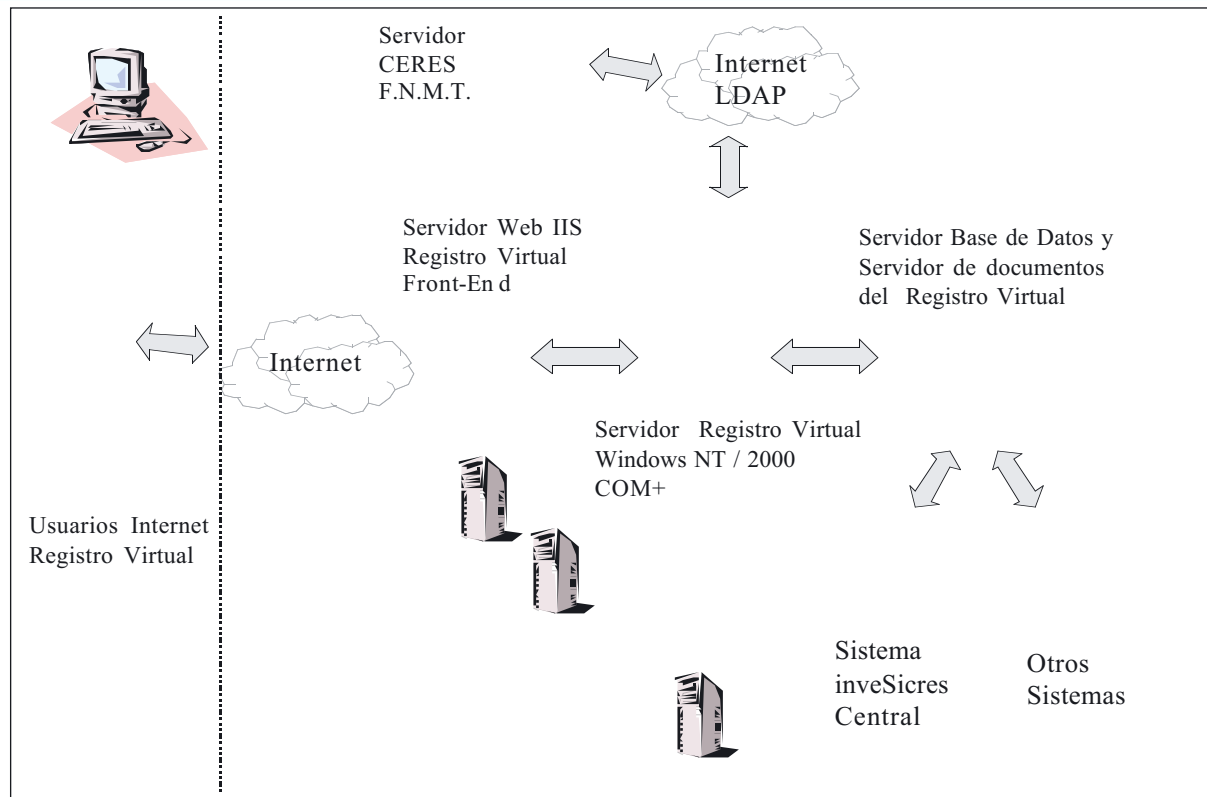 Servidor
CERES
F.N.M.T.
Internet
LDAP
Servidor Web IIS
Registro Virtual
Front-En d
Servidor Base de Datos y
Servidor de documentos
del Registro Virtual
Internet
Servidor Registro Virtual
Windows NT / 2000
COM+
Usuarios Internet
Registro Virtual
Sistema
inveSicres
Central
Otros
Sistemas